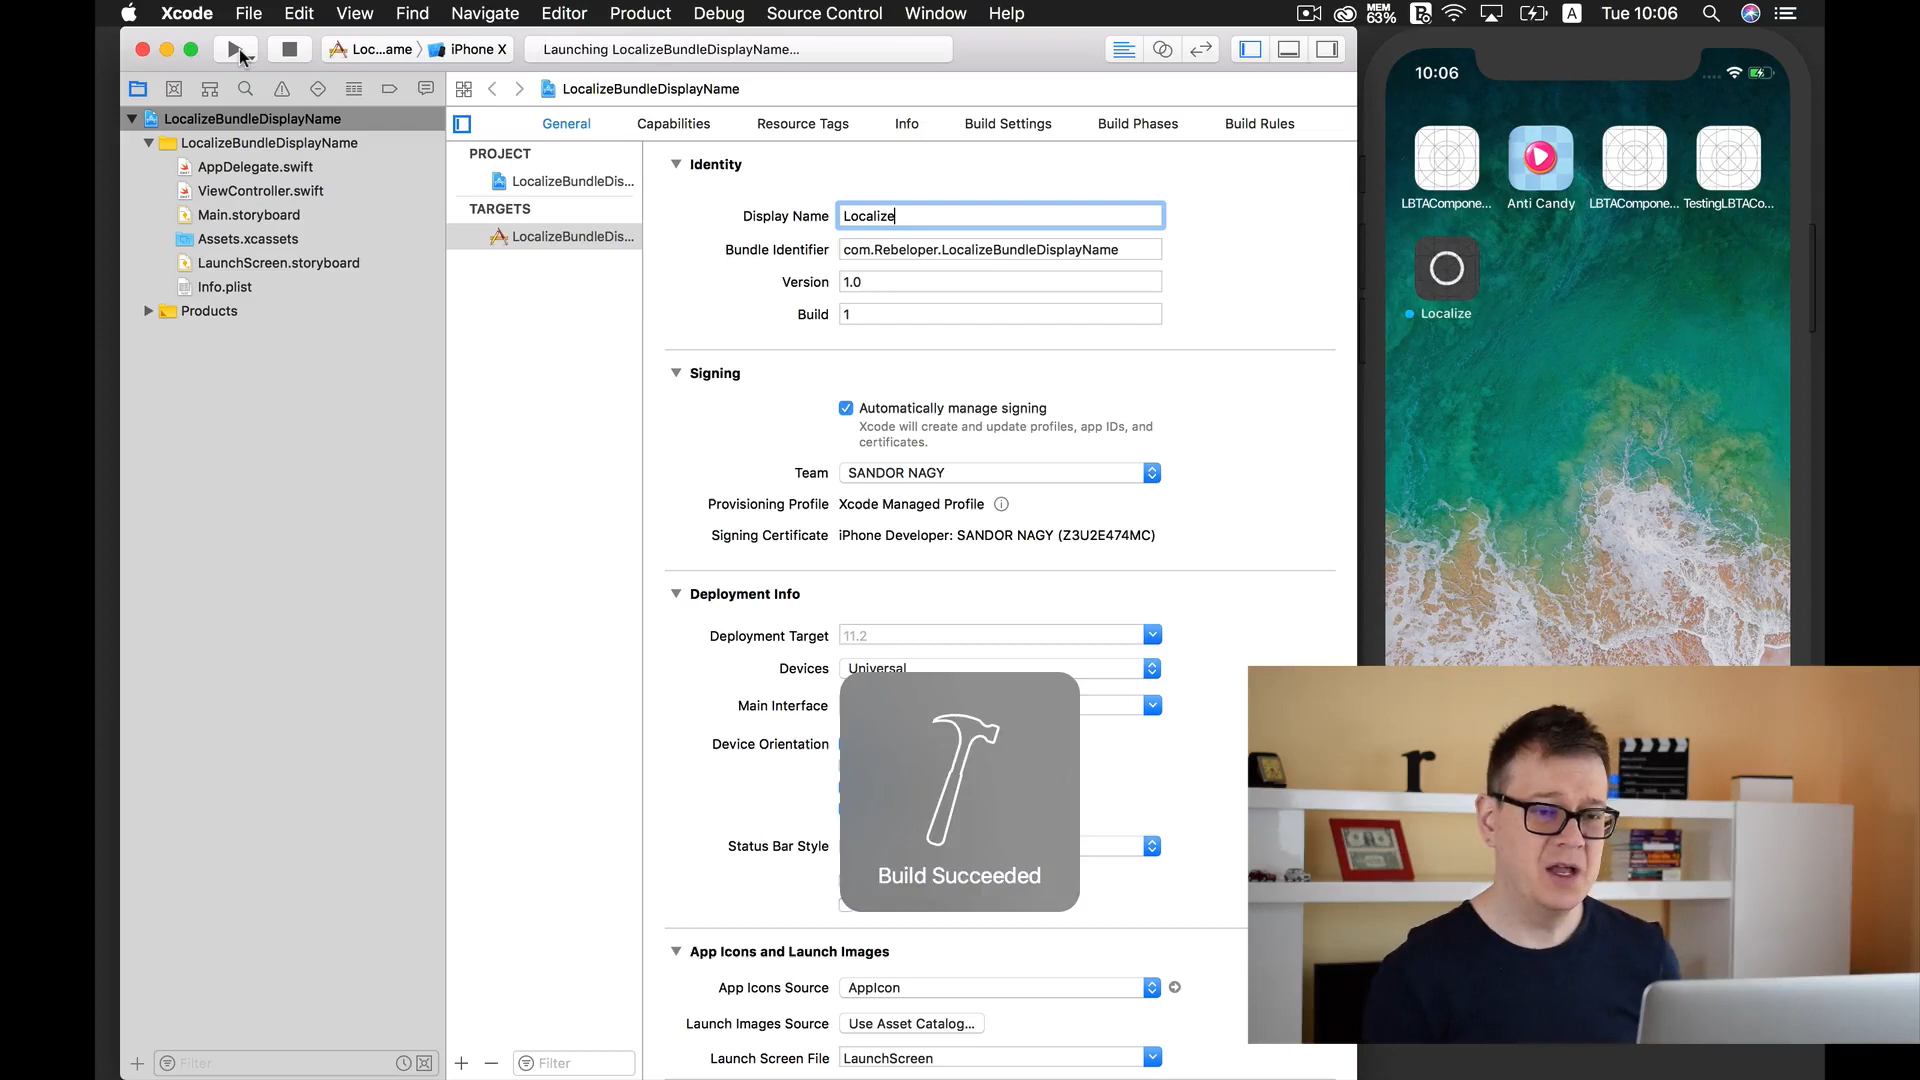 Xcode File Edit View Find Navigate Editor Product Debug Source Control Window Help
MEM 63% A Tue 10:06
Loc...ame iPhone X Launching LocalizeBundleDisplayName...
LocalizeBundleDisplayName
General Capabilities Resource Tags Info Build Settings Build Phases Build Rules
LocalizeBundleDisplayName
LocalizeBundleDisplayName
AppDelegate.swift
ViewController.swift
Main.storyboard
Assets.xcassets
LaunchScreen.storyboard
Info.plist
Products
Filter
PROJECT
LocalizeBundleDis...
TARGETS
LocalizeBundleDis...
Filter
Identity
Display Name Localize
Bundle Identifier com.Rebeloper.LocalizeBundleDisplayName
Version 1.0
Build 1
Signing
Automatically manage signing
Xcode will create and update profiles, app IDs, and
certificates.
Team SANDOR NAGY
Provisioning Profile Xcode Managed Profile
Signing Certificate iPhone Developer: SANDOR NAGY (Z3U2E474MC)
Deployment Info
Deployment Target 11.2
Devices Universal
Main Interface
Device Orientation
Status Bar Style
Build Succeeded
App Icons and Launch Images
App Icons Source AppIcon
Launch Images Source Use Asset Catalog...
Launch Screen File LaunchScreen
10:06
LBTACompone... Anti Candy LBTACompone... TestingLBTACo...
Localize